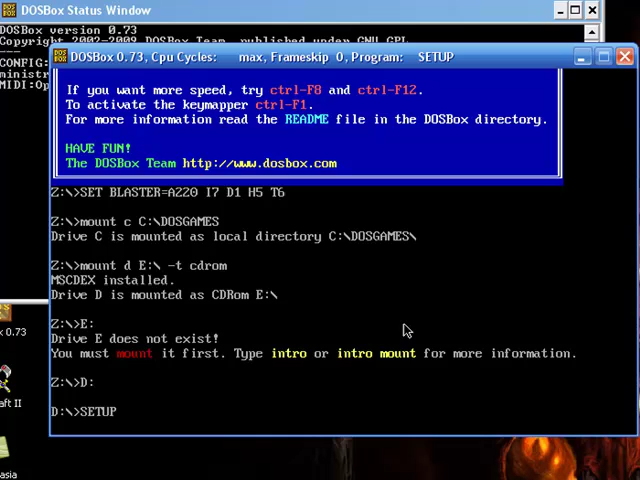 DOSBox Status Window
DOSBox version 0.73
Copyright 2002-2009 DOSBox Team, published under GNU GPL
---
CONFIG:
MIDI:Op
DOSBox 0.73, Cpu Cycles: max, Frameskip 0, Program: SETUP
If you want more speed, try ctrl-F8 and ctrl-F12.
To activate the keymapper ctrl-F1.
For more information read the README file in the DOSBox directory.
HAVE FUN!
The DOSBox Team http://www.dosbox.com
Z:\>SET BLASTER=A220 I7 D1 H5 T6
Z:\>mount c C:\DOSGAMES
Drive C is mounted as local directory C:\DOSGAMES\
Z:\>mount d E:\ -t cdrom
MSCDEX installed.
Drive D is mounted as CDRom E:\
Z:\>E:
Drive E does not exist!
You must mount it first. Type intro or intro mount for more information.
Z:\>D:
D:\>SETUP
x 0.73
aft II
asia